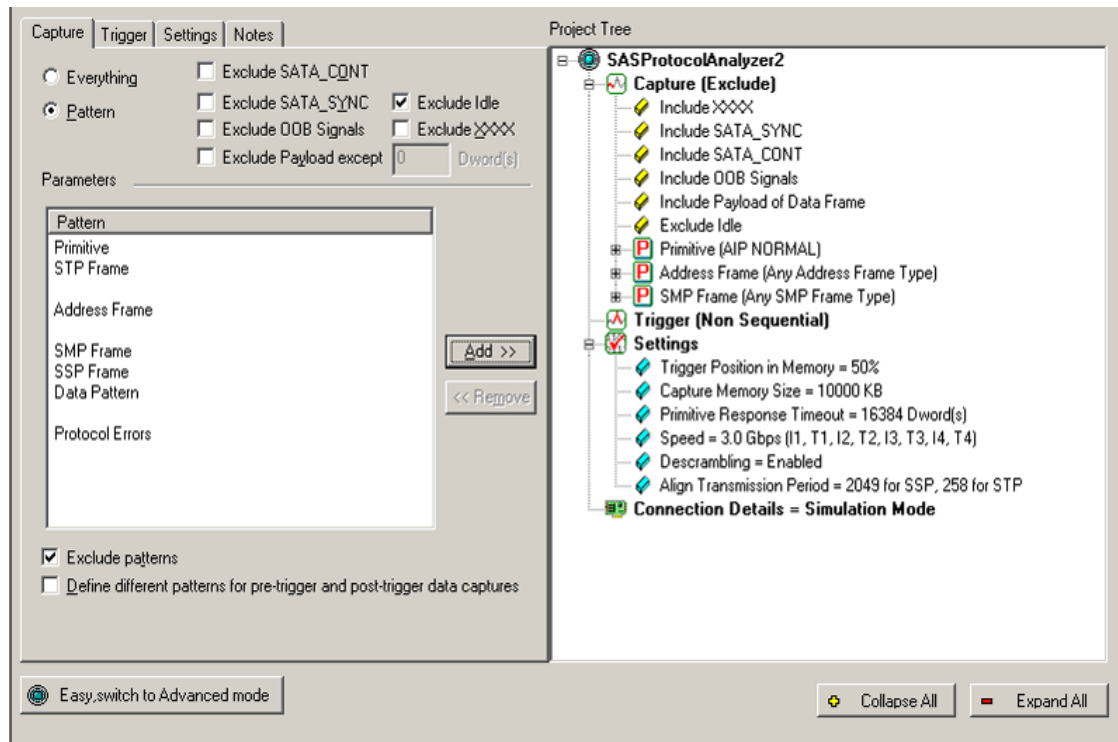 Capture Trigger Settings Notes
Everything
Pattern
Exclude SATA_CONT
Exclude SATA_SYNC Exclude Idle
Exclude OOB Signals Exclude XXXX
Exclude Payload except 0 Dword(s)
Parameters
Pattern
Primitive
STP Frame
Address Frame
SMP Frame
SSP Frame
Data Pattern
Protocol Errors
Add >>
<< Remove
Exclude patterns
Define different patterns for pre-trigger and post-trigger data captures
Easy,switch to Advanced mode
Project Tree
SASProtocolAnalyzer2
Capture (Exclude)
Include XXXX
Include SATA_SYNC
Include SATA_CONT
Include OOB Signals
Include Payload of Data Frame
Exclude Idle
P Primitive (AIP NORMAL)
P Address Frame (Any Address Frame Type)
P SMP Frame (Any SMP Frame Type)
Trigger (Non Sequential)
Settings
Trigger Position in Memory = 50%
Capture Memory Size = 10000 KB
Primitive Response Timeout = 16384 Dword(s)
Speed = 3.0 Gbps (I1, T1, I2, T2, I3, T3, I4, T4)
Descrambling = Enabled
Align Transmission Period = 2049 for SSP, 258 for STP
Connection Details = Simulation Mode
Collapse All Expand All